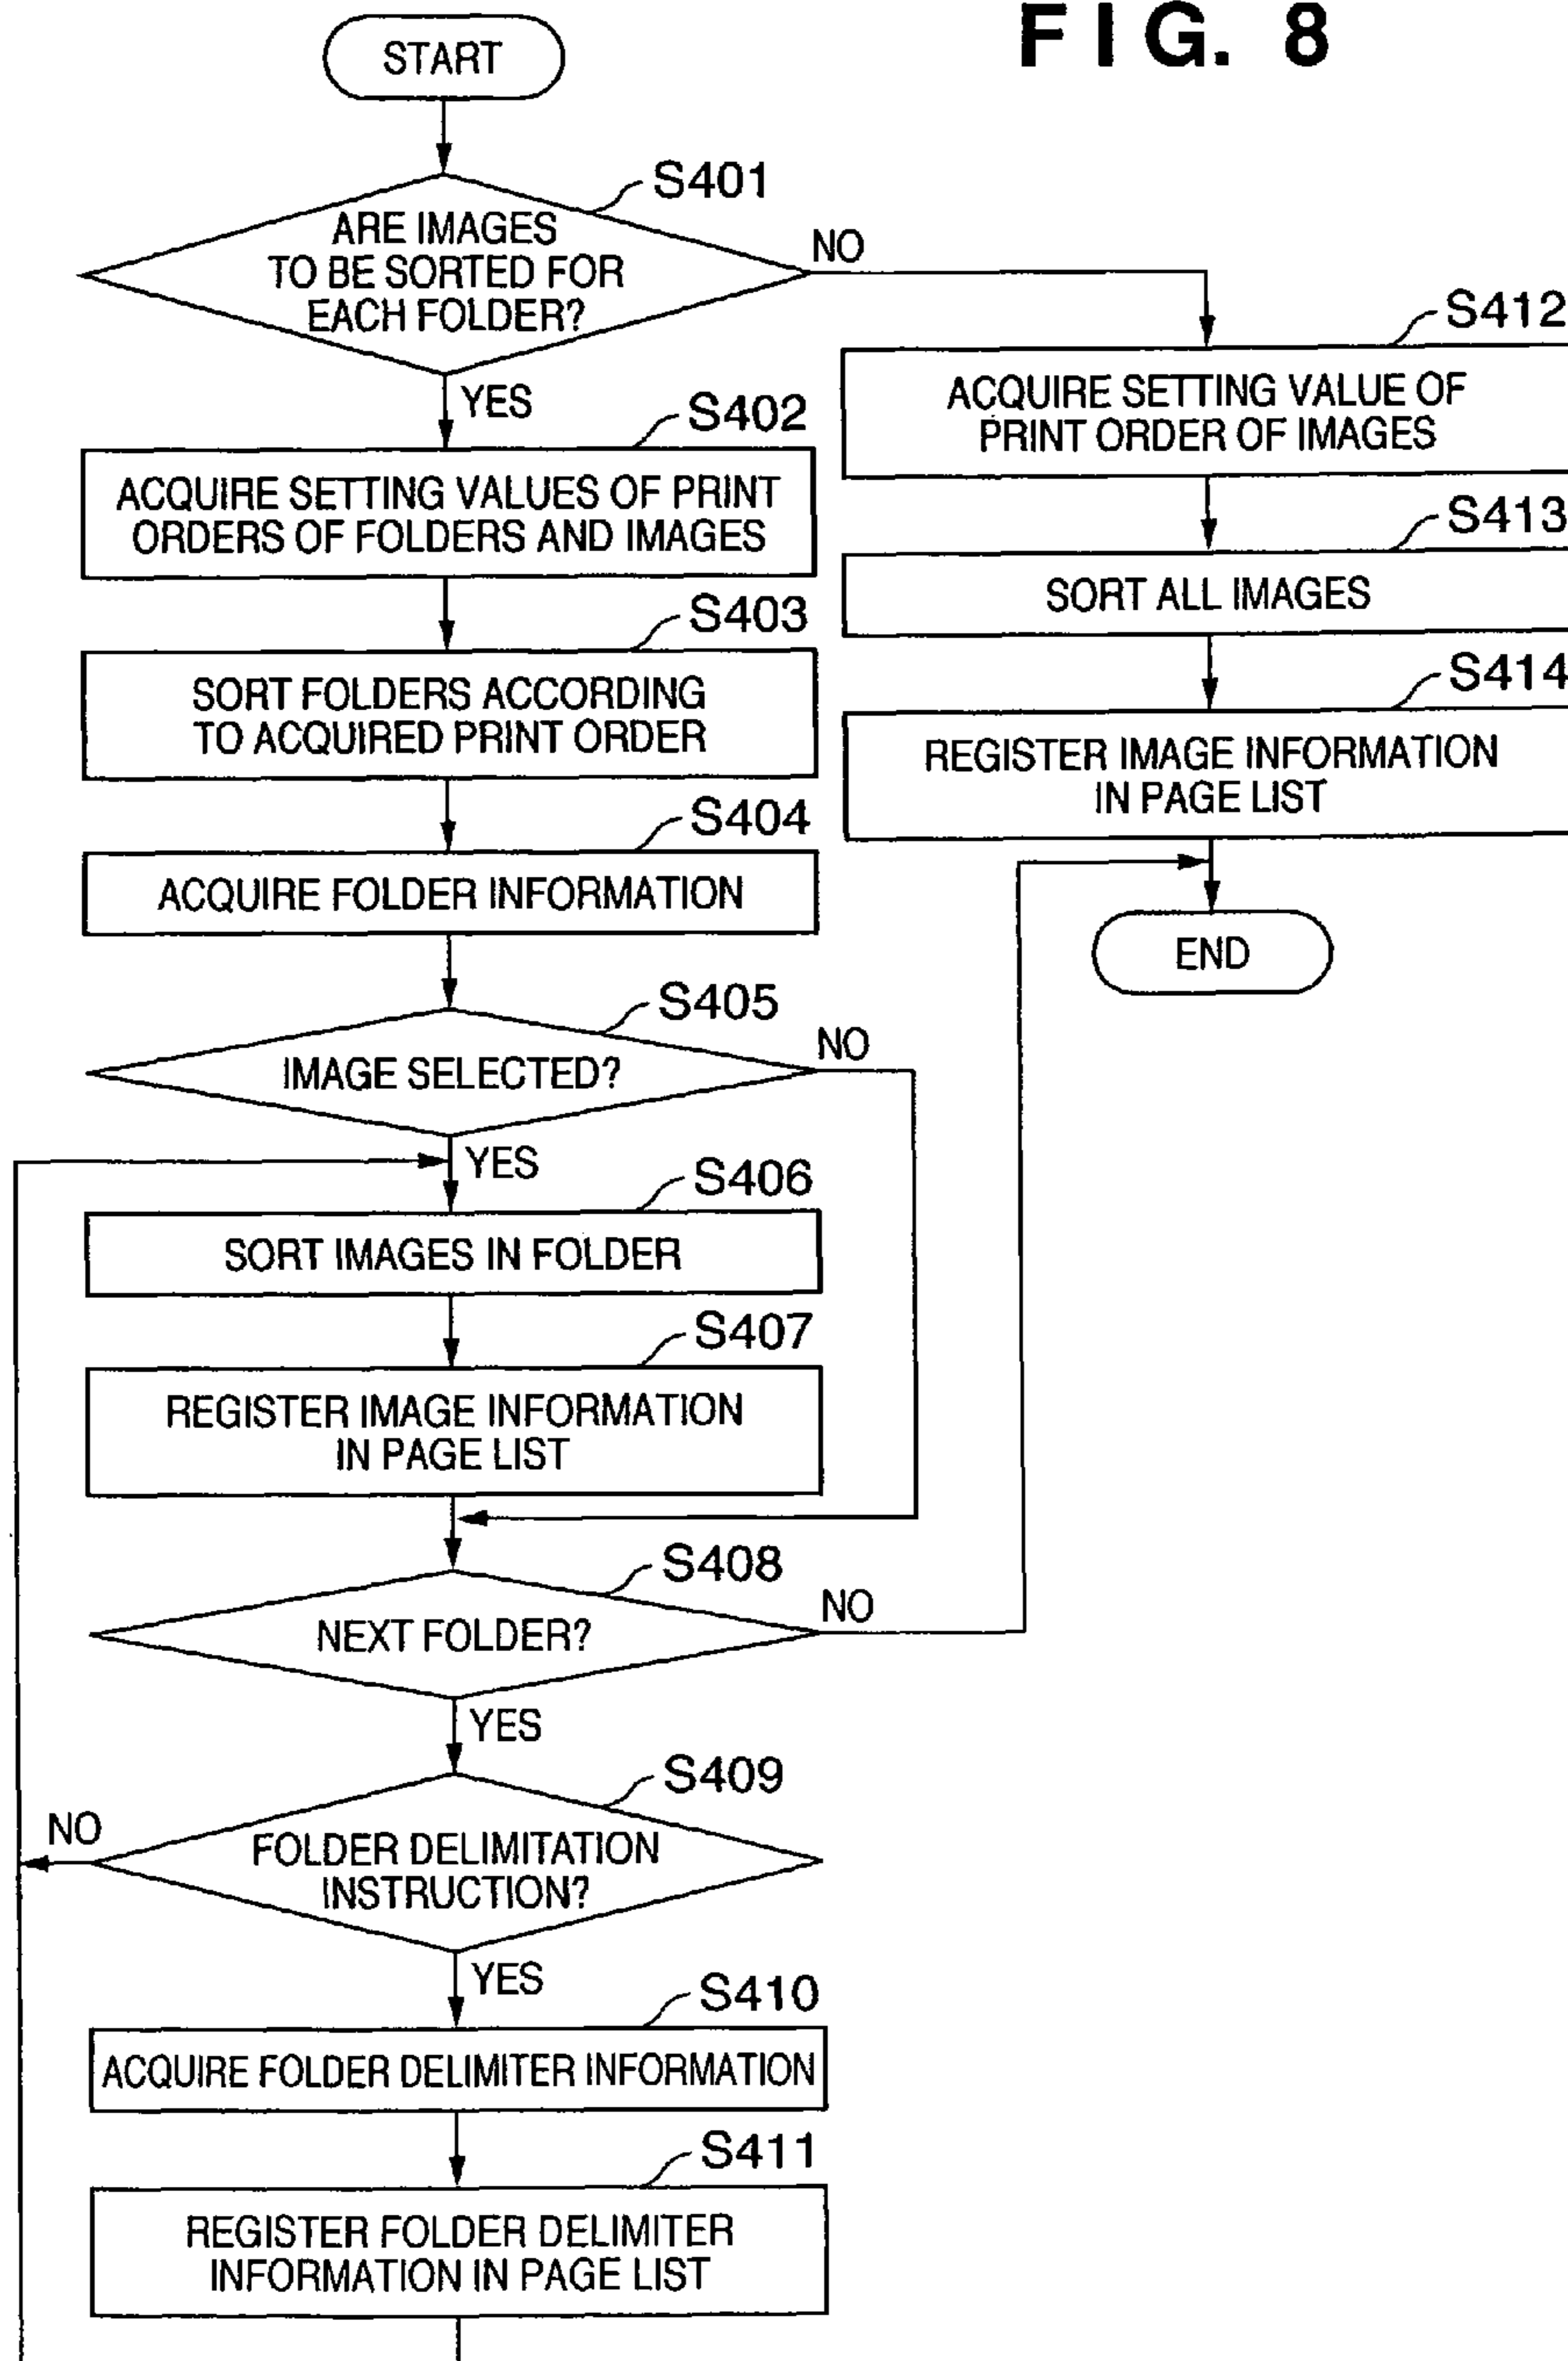 FIG. 8
START
S401
ARE IMAGES
TO BE SORTED FOR
EACH FOLDER?
NO
YES
S402
ACQUIRE SETTING VALUES OF PRINT
ORDERS OF FOLDERS AND IMAGES
S403
SORT FOLDERS ACCORDING
TO ACQUIRED PRINT ORDER
S404
ACQUIRE FOLDER INFORMATION
S405
IMAGE SELECTED?
NO
YES
S406
SORT IMAGES IN FOLDER
S407
REGISTER IMAGE INFORMATION
IN PAGE LIST
S408
NEXT FOLDER?
NO
YES
S409
FOLDER DELIMITATION
INSTRUCTION?
NO
YES
S410
ACQUIRE FOLDER DELIMITER INFORMATION
S411
REGISTER FOLDER DELIMITER
INFORMATION IN PAGE LIST
S412
ACQUIRE SETTING VALUE OF
PRINT ORDER OF IMAGES
S413
SORT ALL IMAGES
S414
REGISTER IMAGE INFORMATION
IN PAGE LIST
END